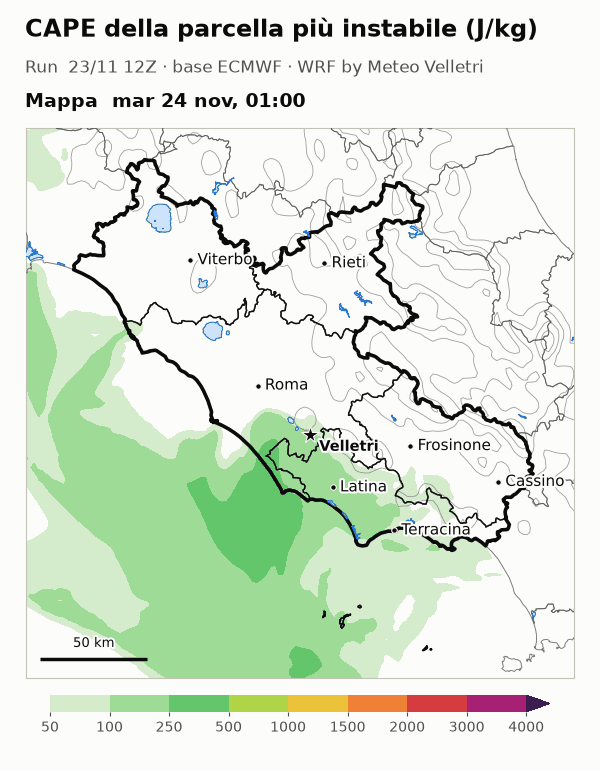 CAPE della parcella più instabile (J/kg)
Run  23/11 12Z · base ECMWF · WRF by Meteo Velletri
Mappa  mar 24 nov, 01:00
Viterbo
Rieti
Roma
Velletri
Frosinone
Latina
Cassino
Terracina
50 km
50 100 250 500 1000 1500 2000 3000 4000